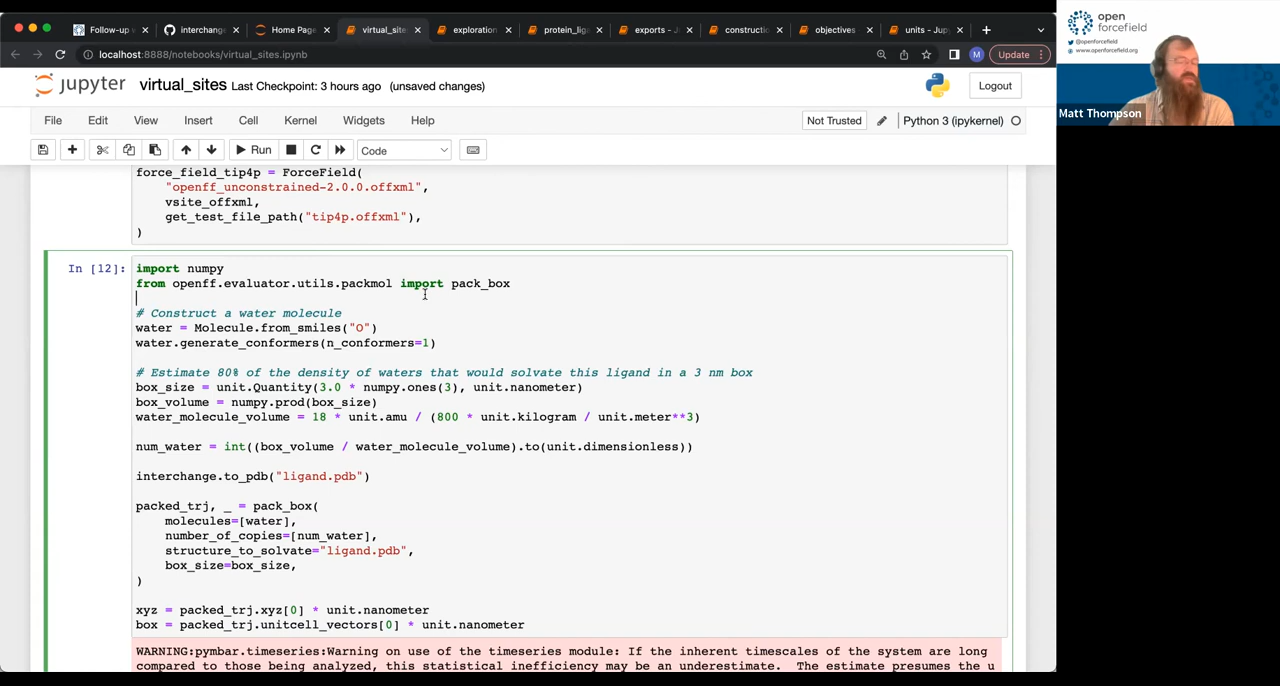 Follow-up w
interchange
Home Page
virtual_site
exploration
protein_liga
exports - Ju
constructio
objectives
units - Jupy
localhost:8888/notebooks/virtual_sites.ipynb
M
Update
open
forcefield
@openforcefield
www.openforcefield.org
Matt Thompson
jupyter virtual_sites Last Checkpoint: 3 hours ago (unsaved changes)
Logout
File Edit View Insert Cell Kernel Widgets Help
Not Trusted
Python 3 (ipykernel)
Run
Code
force_field_tip4p = ForceField(
"openff_unconstrained-2.0.0.offxml",
vsite_offxml,
get_test_file_path("tip4p.offxml"),
)
In [12]:
import numpy
from openff.evaluator.utils.packmol import pack_box
# Construct a water molecule
water = Molecule.from_smiles("O")
water.generate_conformers(n_conformers=1)
# Estimate 80% of the density of waters that would solvate this ligand in a 3 nm box
box_size = unit.Quantity(3.0 * numpy.ones(3), unit.nanometer)
box_volume = numpy.prod(box_size)
water_molecule_volume = 18 * unit.amu / (800 * unit.kilogram / unit.meter**3)
num_water = int((box_volume / water_molecule_volume).to(unit.dimensionless))
interchange.to_pdb("ligand.pdb")
packed_trj, _ = pack_box(
molecules=[water],
number_of_copies=[num_water],
structure_to_solvate="ligand.pdb",
box_size=box_size,
)
xyz = packed_trj.xyz[0] * unit.nanometer
box = packed_trj.unitcell_vectors[0] * unit.nanometer
WARNING:pymbar.timeseries:Warning on use of the timeseries module: If the inherent timescales of the system are long
compared to those being analyzed, this statistical inefficiency may be an underestimate.  The estimate presumes the u